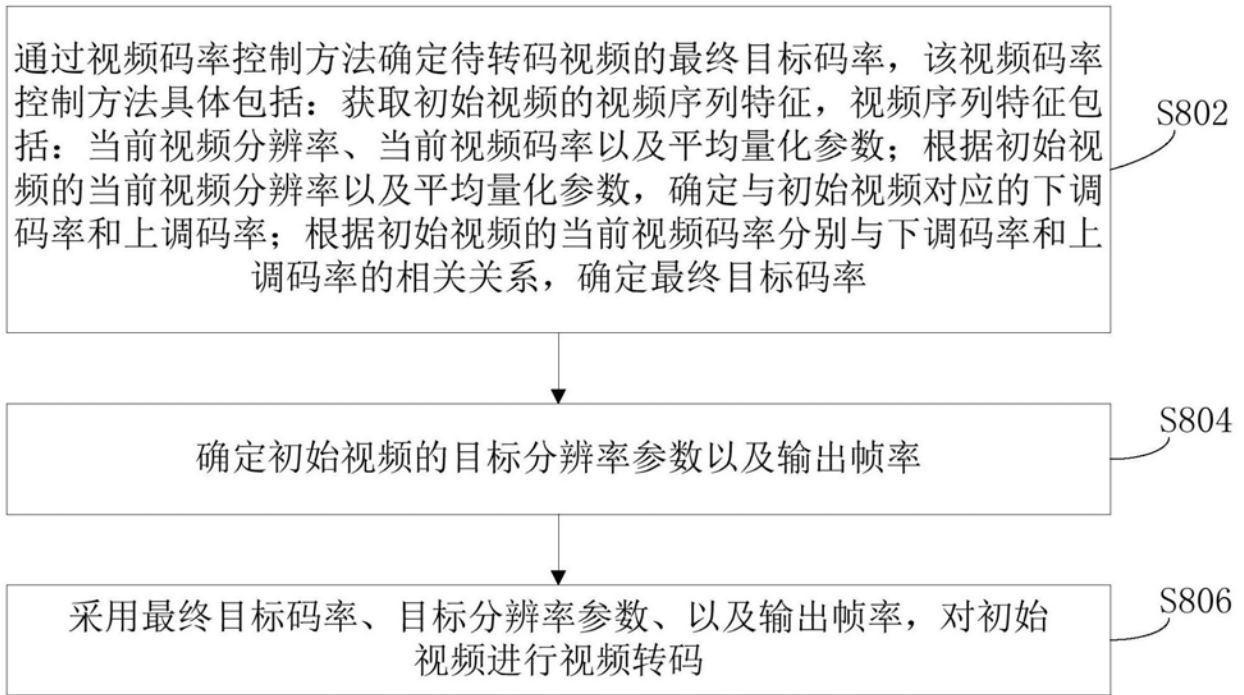 通过视频码率控制方法确定待转码视频的最终目标码率，该视频码率
控制方法具体包括：获取初始视频的视频序列特征，视频序列特征包
括：当前视频分辨率、当前视频码率以及平均量化参数；根据初始视
频的当前视频分辨率以及平均量化参数，确定与初始视频对应的下调
码率和上调码率；根据初始视频的当前视频码率分别与下调码率和上
调码率的相关关系，确定最终目标码率
S802
确定初始视频的目标分辨率参数以及输出帧率
S804
采用最终目标码率、目标分辨率参数、以及输出帧率，对初始
视频进行视频转码
S806